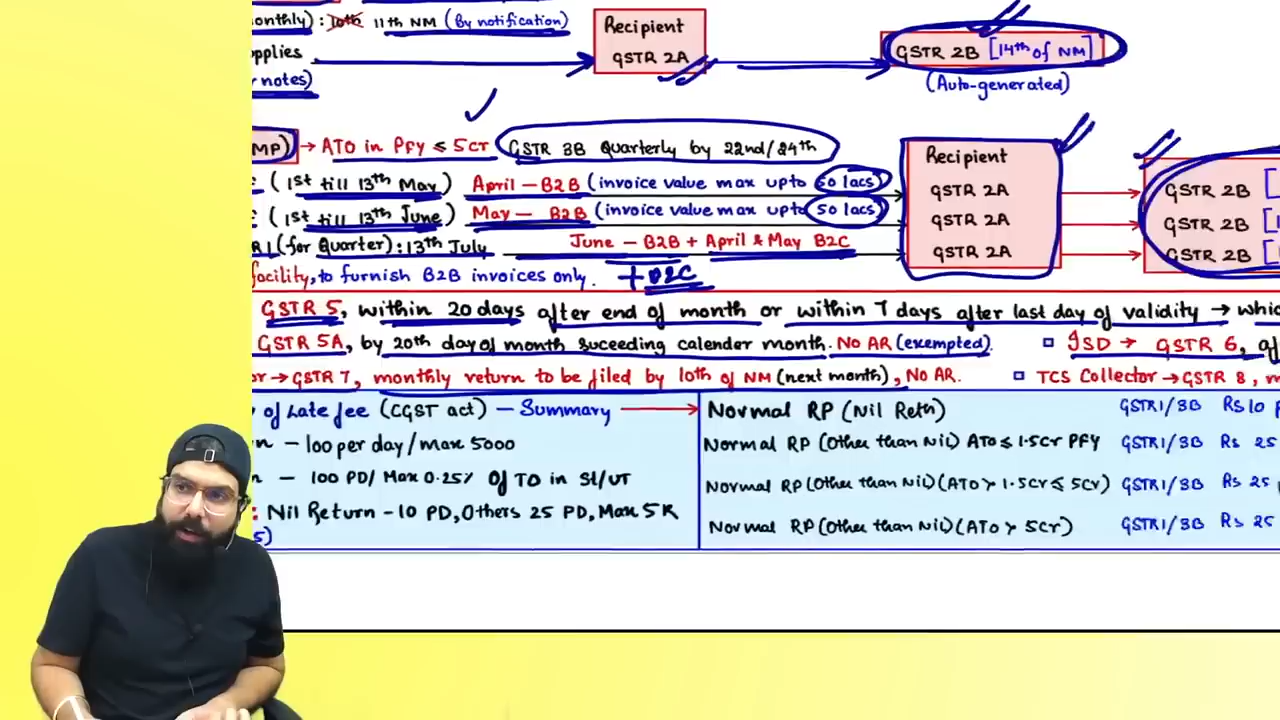 onthly) : 10th 11th NM (By notification)
Recipient
GSTR 2A
pplies
r notes)
GSTR 2B [14th of NM]
(Auto-generated)
MP) → ATO in PFY ≤ 5Cr GSTR 3B Quarterly by 22nd/24th
(1st till 13th May) April - B2B (invoice value max upto 50 lacs)
(1st till 13th June) May - B2B (invoice value max upto 50 lacs)
R1 (for Quarter) : 13th July June - B2B + April & May B2C
facility, to furnish B2B invoices only. + B2C
Recipient
GSTR 2A
GSTR 2A
GSTR 2A
GSTR 2B [
GSTR 2B [
GSTR 2B [
GSTR 5, within 20 days after end of month or within 7 days after last day of validity → whic
GSTR 5A, by 20th day of month suceeding calender month. No AR (exempted). ISD → GSTR 6, af
or → GSTR 7, monthly return to be filed by 10th of NM (next month), No AR. TCS Collector → GSTR 8, m
y of Late fee (CGST act) - Summary →
n - 100 per day/max 5000
n - 100 PD/ Max 0.25% Of TO in St/UT
: Nil Return - 10 PD, Others 25 PD, Max 5K
5)
Normal RP (Nil Retn) GSTR1/3B Rs 10 P
Normal RP (Other than Nil) ATO ≤ 1.5Cr PFY GSTR1/3B Rs 25
Normal RP (Other than Nil) (ATO > 1.5Cr ≤ 5Cr) GSTR1/3B Rs 25
Normal RP (Other than Nil) (ATO > 5Cr) GSTR1/3B Rs 25